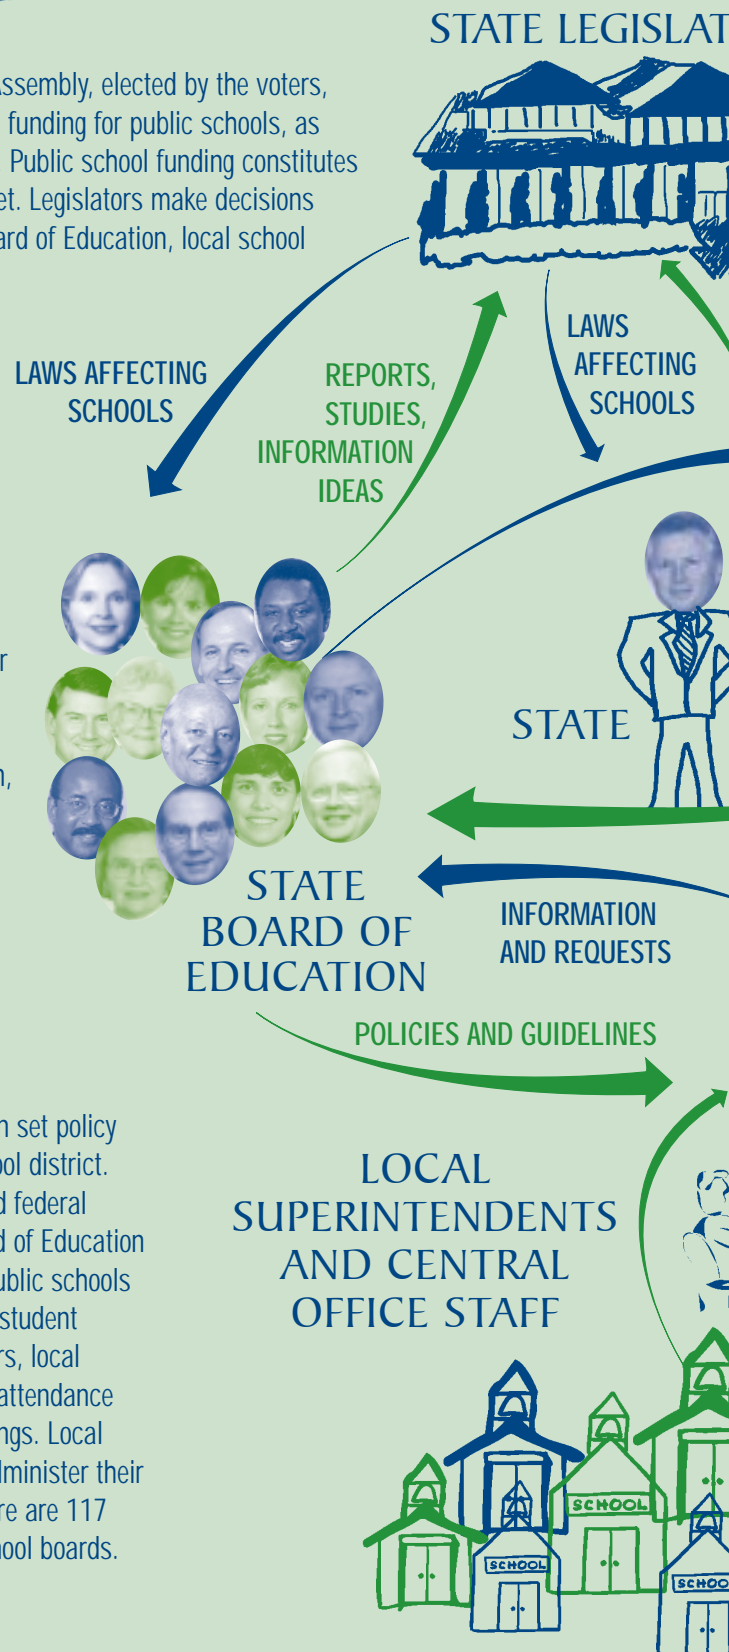 STATE LEGISLAT
Assembly, elected by the voters,
funding for public schools, as
Public school funding constitutes
et. Legislators make decisions
ard of Education, local school
LAWS AFFECTING
SCHOOLS
REPORTS,
STUDIES,
INFORMATION
IDEAS
LAWS
AFFECTING
SCHOOLS
r
n,
STATE
STATE
BOARD OF
EDUCATION
INFORMATION
AND REQUESTS
POLICIES AND GUIDELINES
n set policy
ool district.
d federal
d of Education
ublic schools
student
rs, local
attendance
ngs. Local
dminister their
re are 117
hool boards.
LOCAL
SUPERINTENDENTS
AND CENTRAL
OFFICE STAFF
SCHOOL
SCHOOL
SCHOO